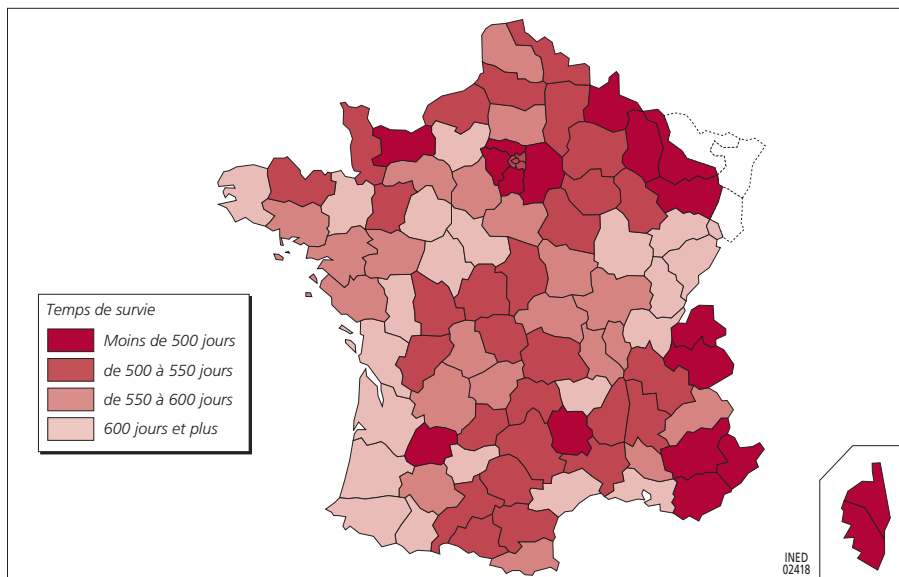 Temps de survie
Moins de 500 jours
de 500 à 550 jours
de 550 à 600 jours
600 jours et plus
INED
02418